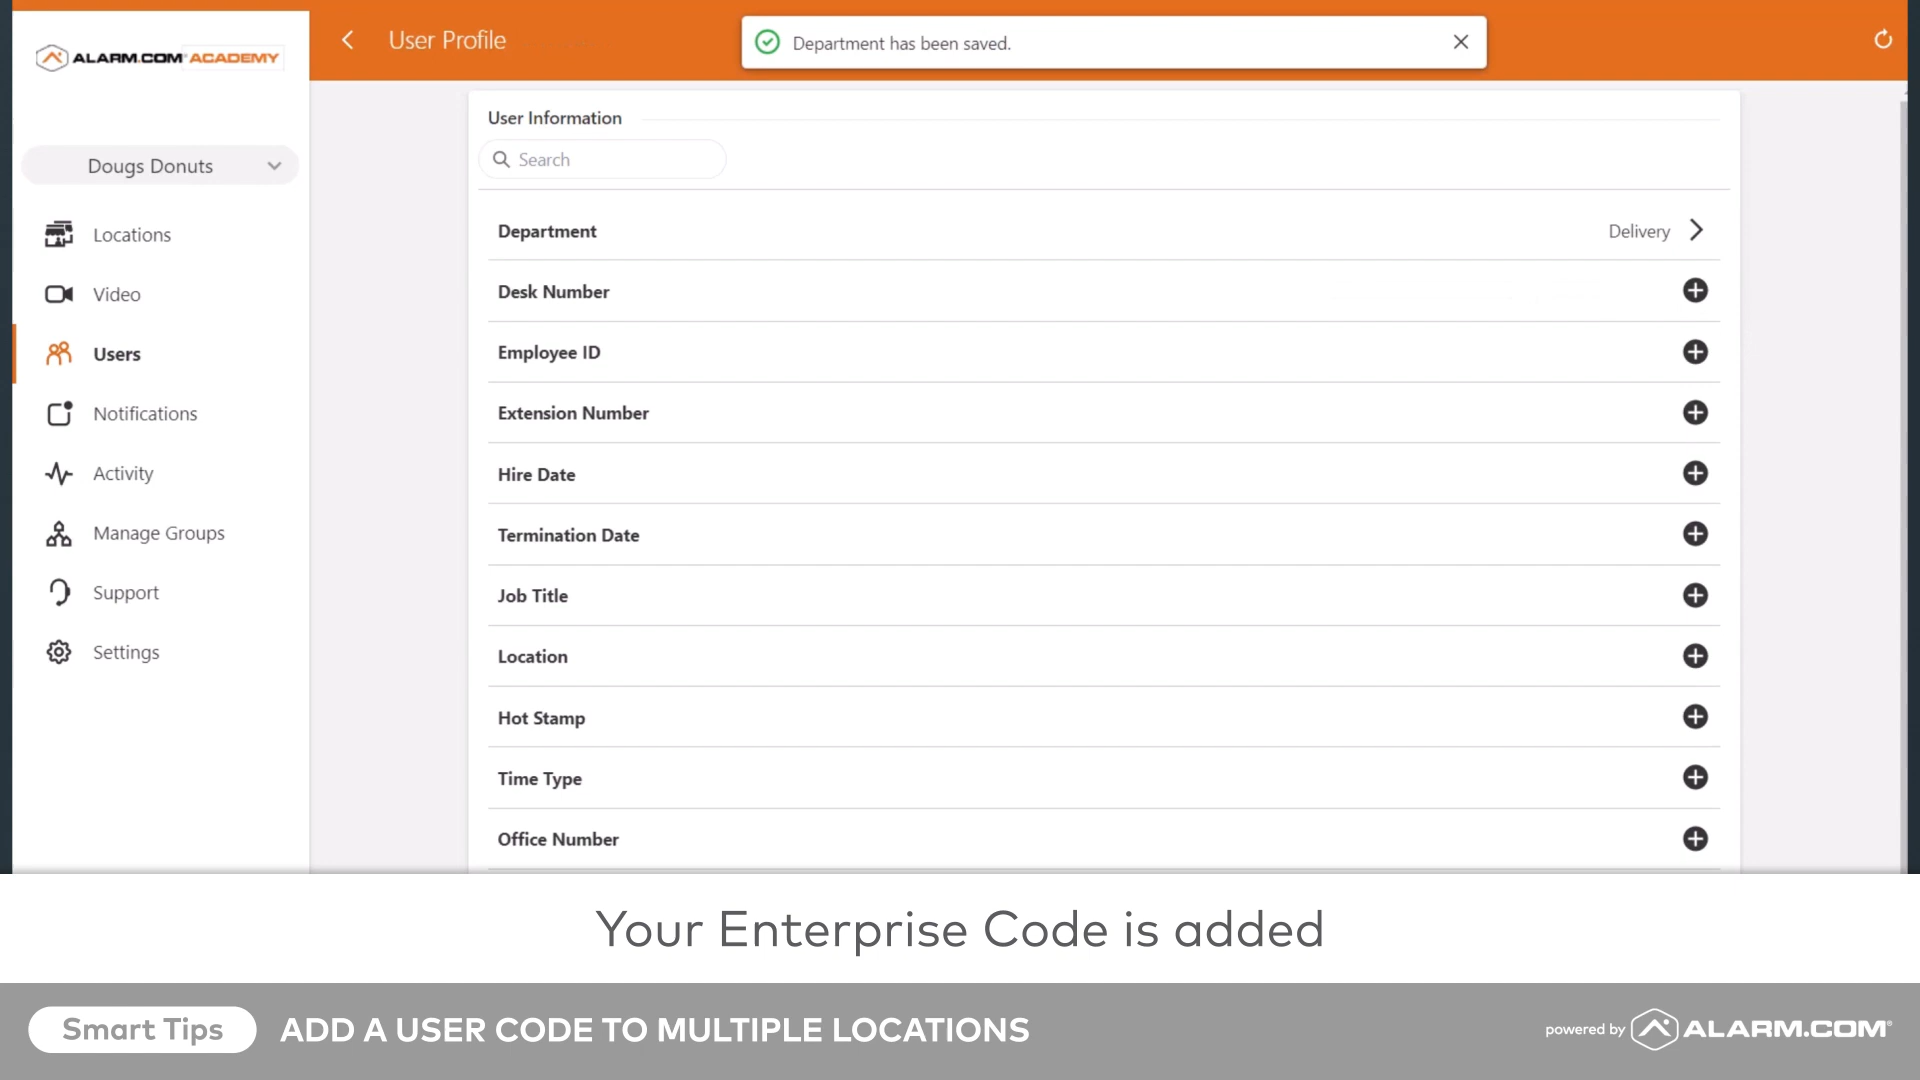 ALARM.COM ACADEMY
User Profile
Department has been saved.
Dougs Donuts
Locations
Video
Users
Notifications
Activity
Manage Groups
Support
Settings
User Information
Search
Department Delivery
Desk Number
Employee ID
Extension Number
Hire Date
Termination Date
Job Title
Location
Hot Stamp
Time Type
Office Number
Your Enterprise Code is added
Smart Tips ADD A USER CODE TO MULTIPLE LOCATIONS
powered by ALARM.COM®